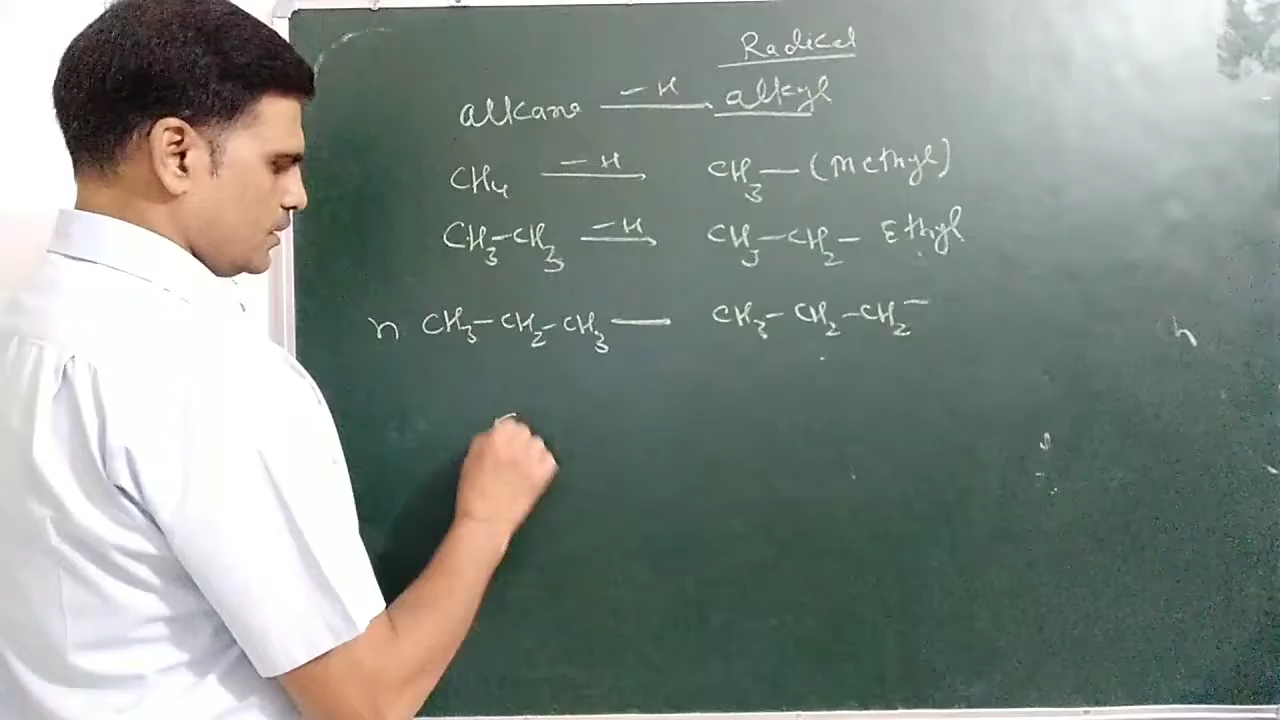 Radical
alkane —H→ alkyl
CH₄ —H→ CH₃— (Methyl)
CH₃—CH₃ —H→ CH₃—CH₂— Ethyl
n CH₃—CH₂—CH₃ — CH₃—CH₂—CH₂— n